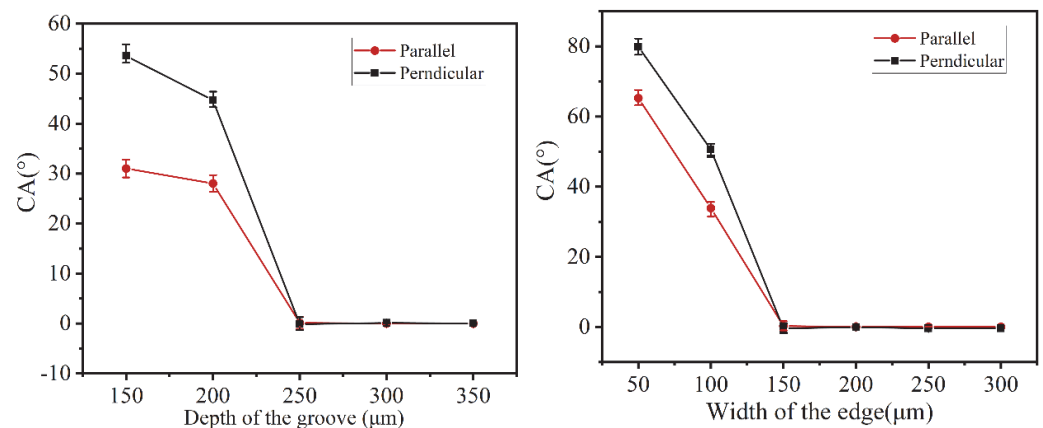 60
50
40
30
20
10
0
-10
CA(°)
Parallel
Perndicular
150 200 250 300 350
Depth of the groove (μm)
80
60
40
20
0
CA(°)
Parallel
Perndicular
50 100 150 200 250 300
Width of the edge(μm)